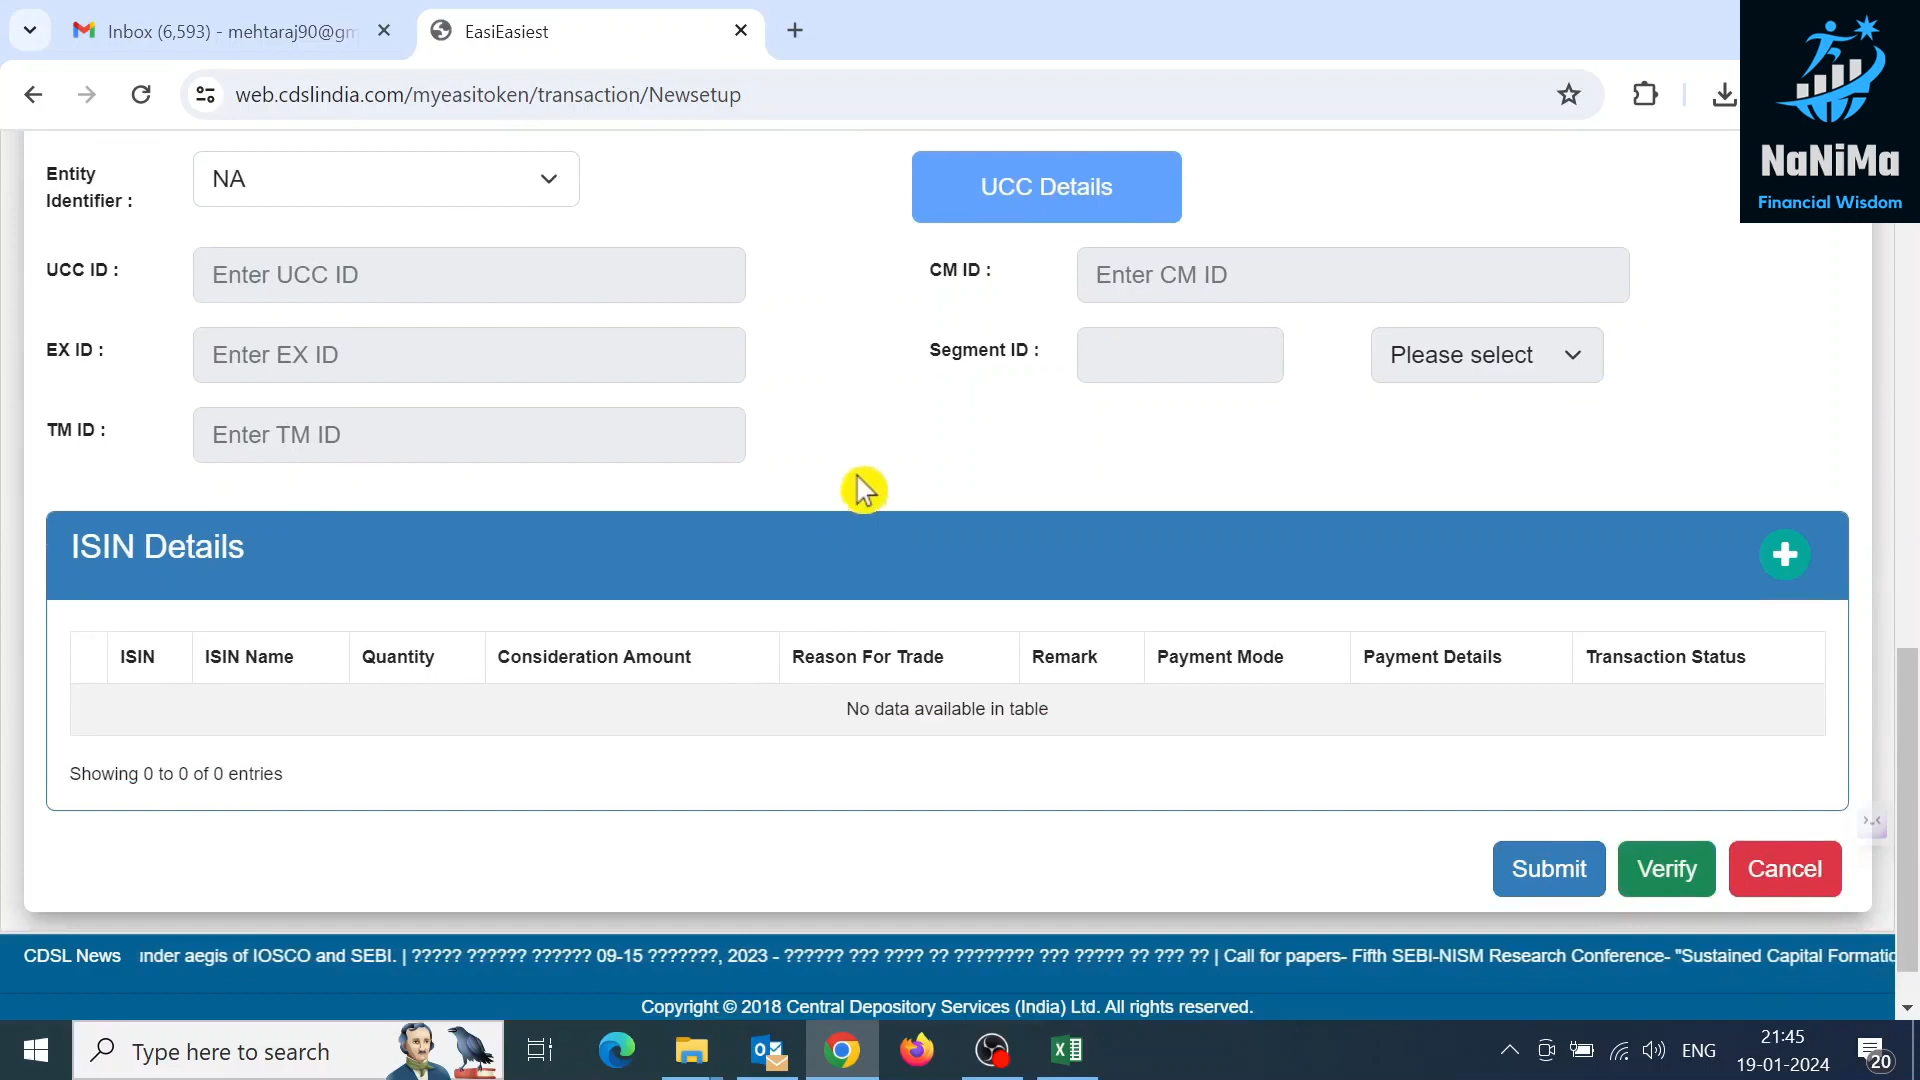 Inbox (6,593) - mehtaraj90@gm
EasiEasiest
web.cdslindia.com/myeasitoken/transaction/Newsetup
NaNiMa
Financial Wisdom
Entity Identifier :
NA
UCC Details
UCC ID :
Enter UCC ID
CM ID :
Enter CM ID
EX ID :
Enter EX ID
Segment ID :
Please select
TM ID :
Enter TM ID
ISIN Details
ISIN
ISIN Name
Quantity
Consideration Amount
Reason For Trade
Remark
Payment Mode
Payment Details
Transaction Status
No data available in table
Showing 0 to 0 of 0 entries
Submit
Verify
Cancel
CDSL News
inder aegis of IOSCO and SEBI. | ????? ?????? ?????? 09-15 ???????, 2023 - ?????? ??? ???? ?? ???????? ??? ????? ?? ??? ?? | Call for papers- Fifth SEBI-NISM Research Conference- "Sustained Capital Formatio
Copyright © 2018 Central Depository Services (India) Ltd. All rights reserved.
Type here to search
ENG
21:45
19-01-2024
20